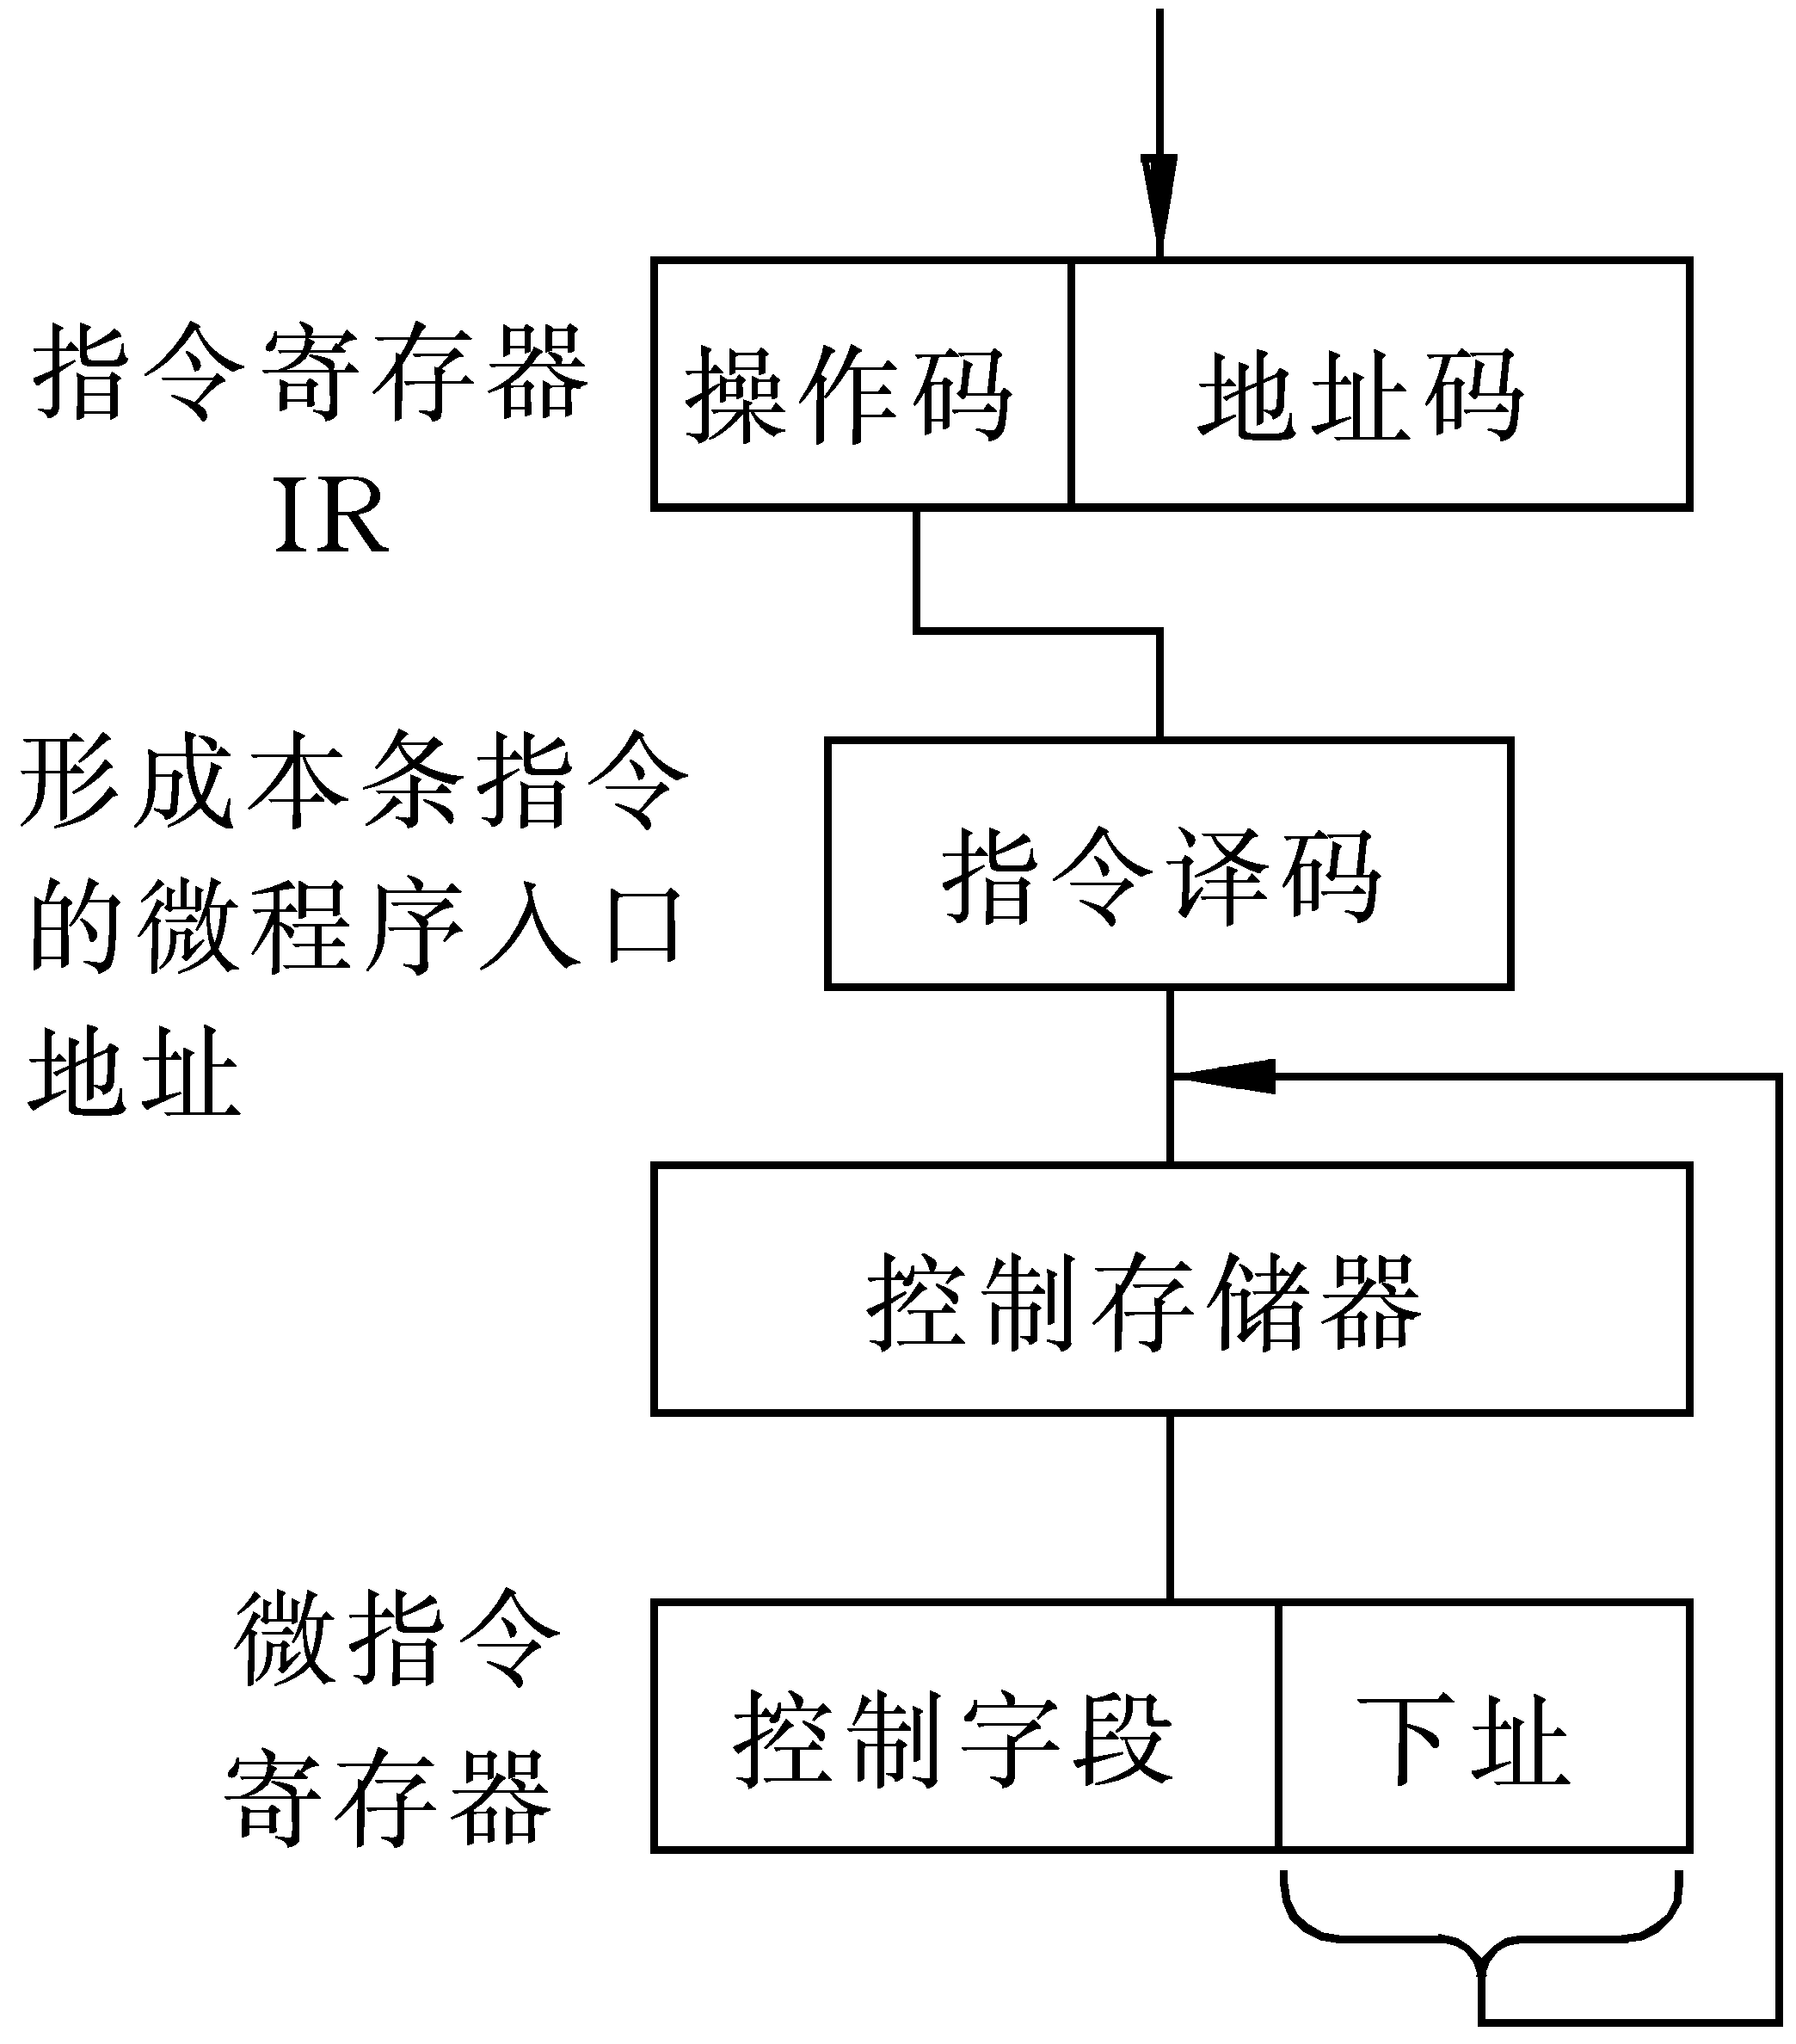 指令寄存器
IR
操作码
地址码
形成本条指令
的微程序入口
地址
指令译码
控制存储器
微指令
寄存器
控制字段
下址